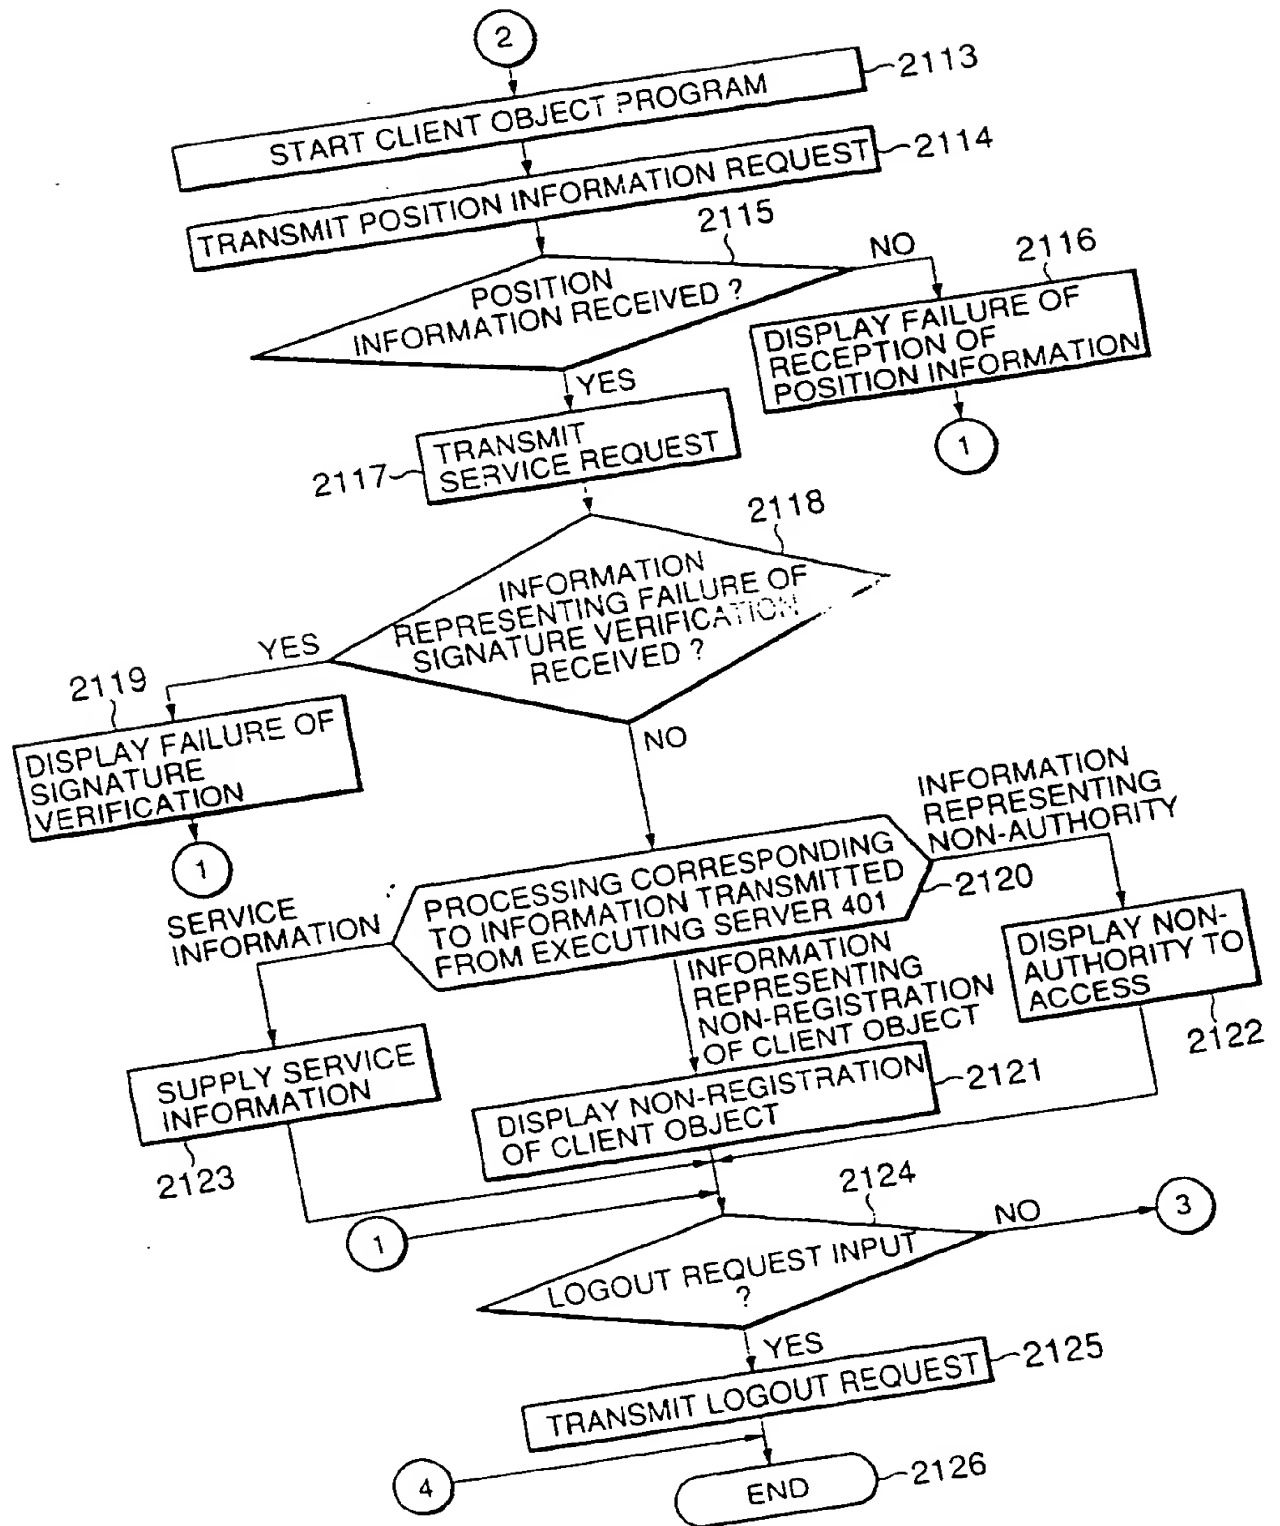 2
START CLIENT OBJECT PROGRAM
2113
TRANSMIT POSITION INFORMATION REQUEST
2114
2115
POSITION
INFORMATION RECEIVED ?
NO
2116
DISPLAY FAILURE OF
RECEPTION OF
POSITION INFORMATION
1
YES
TRANSMIT
SERVICE REQUEST
2117
2118
INFORMATION
REPRESENTING FAILURE OF
SIGNATURE VERIFICATION
RECEIVED ?
YES
2119
DISPLAY FAILURE OF
SIGNATURE
VERIFICATION
1
NO
INFORMATION
REPRESENTING
NON-AUTHORITY
PROCESSING CORRESPONDING
TO INFORMATION TRANSMITTED
FROM EXECUTING SERVER 401
2120
SERVICE
INFORMATION
INFORMATION
REPRESENTING
NON-REGISTRATION
OF CLIENT OBJECT
DISPLAY NON-
AUTHORITY TO
ACCESS
2122
SUPPLY SERVICE
INFORMATION
2123
DISPLAY NON-REGISTRATION
OF CLIENT OBJECT
2121
1
2124
LOGOUT REQUEST INPUT
?
NO
3
YES
TRANSMIT LOGOUT REQUEST
2125
4
END
2126